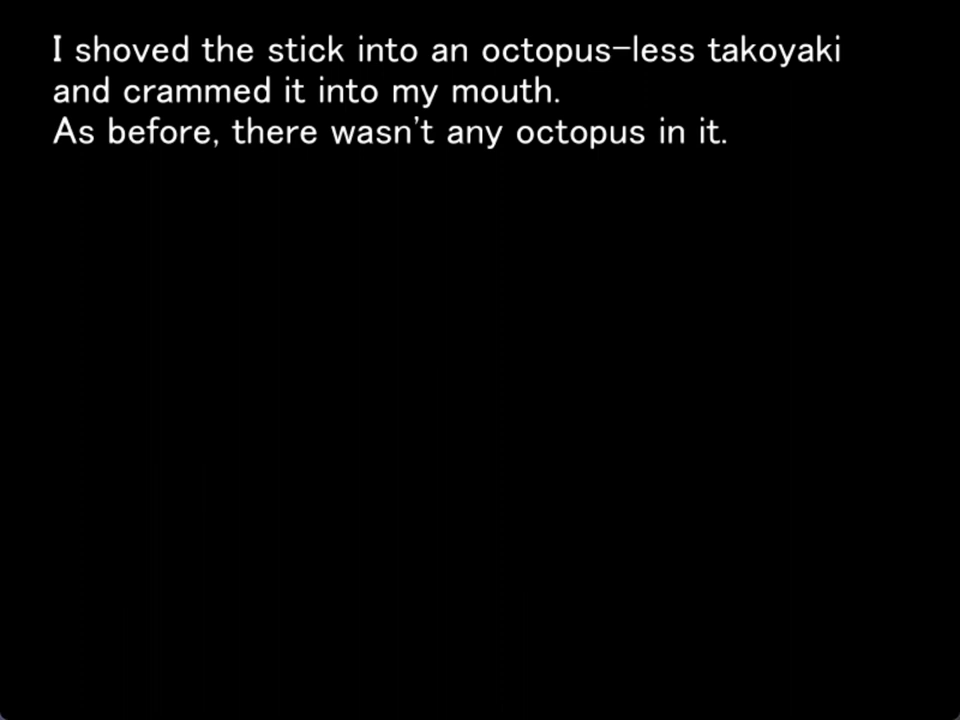 I shoved the stick into an octopus-less takoyaki
and crammed it into my mouth.
As before, there wasn't any octopus in it.